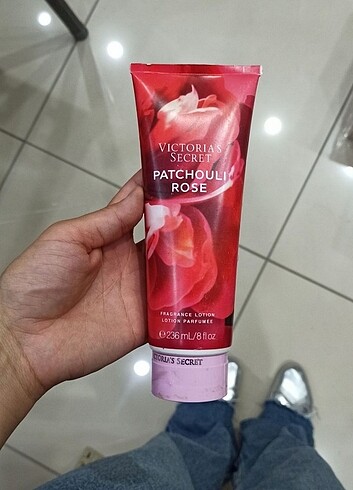 VICTORIA'S
SECRET
PATCHOULI
ROSE
FRAGRANCE LOTION
LOTION PARFUMÉE
℮ 236 mL/8 fl oz
VICTORIA'S SECRET